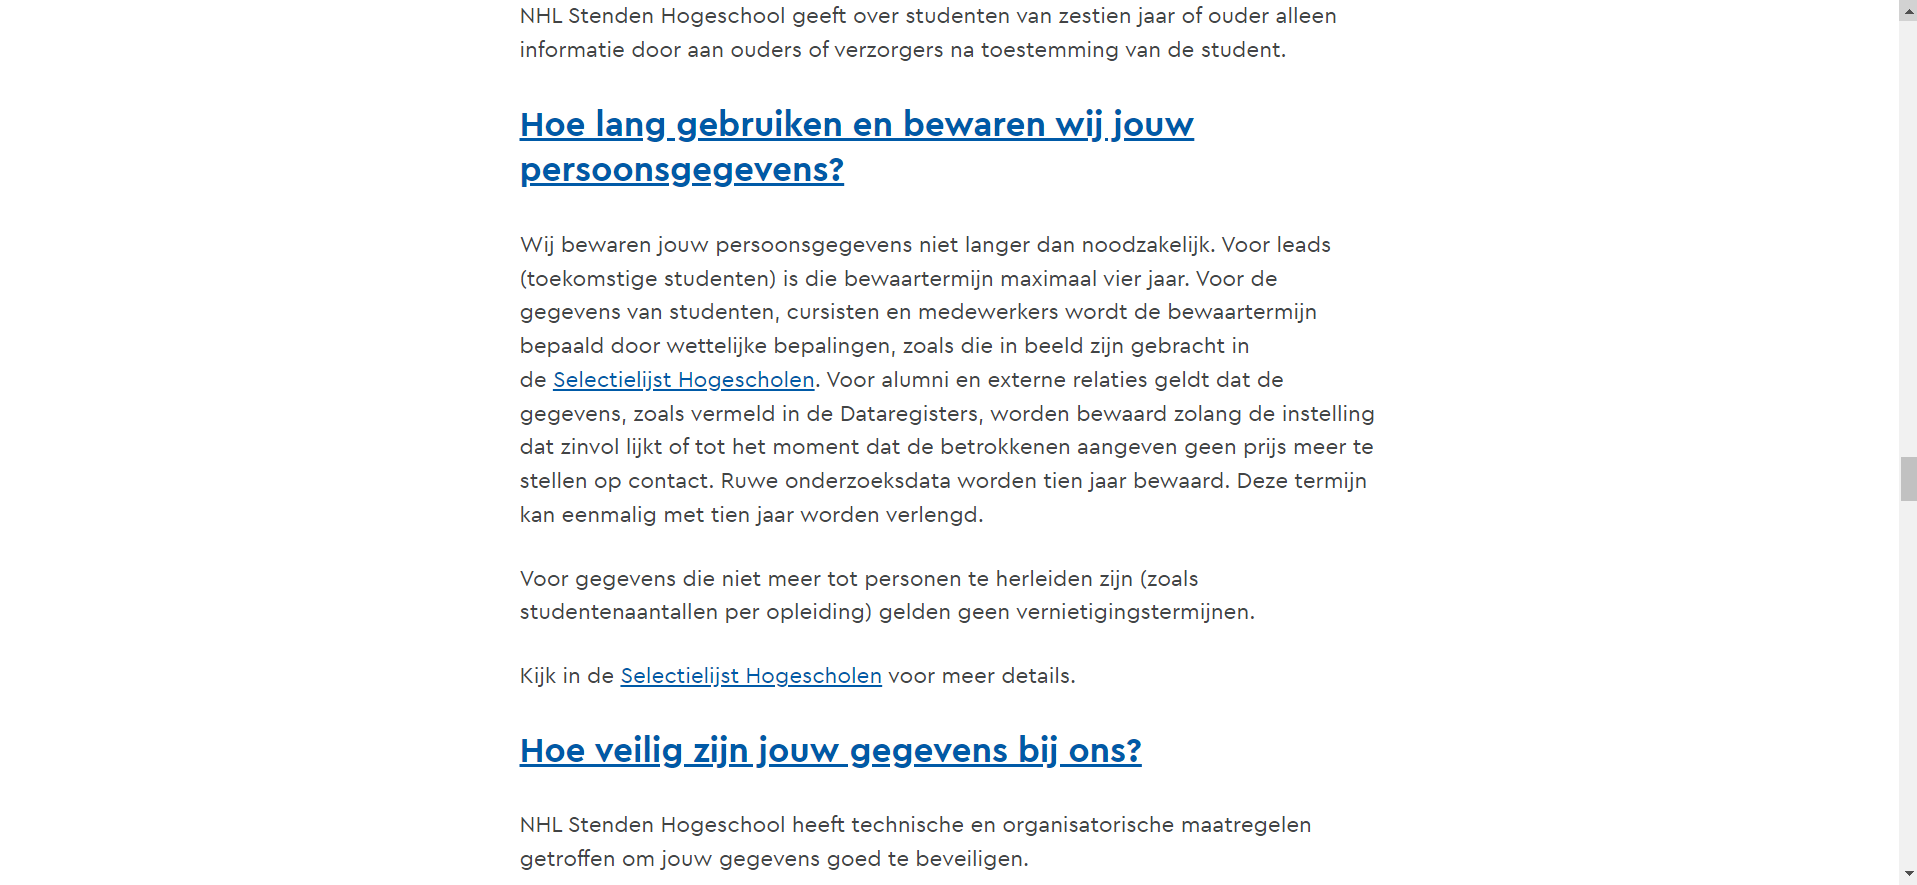 NHL Stenden Hogeschool geeft over studenten van zestien jaar of ouder alleen
informatie door aan ouders of verzorgers na toestemming van de student.
Hoe lang gebruiken en bewaren wij jouw
persoonsgegevens?
Wij bewaren jouw persoonsgegevens niet langer dan noodzakelijk. Voor leads
(toekomstige studenten) is die bewaartermijn maximaal vier jaar. Voor de
gegevens van studenten, cursisten en medewerkers wordt de bewaartermijn
bepaald door wettelijke bepalingen, zoals die in beeld zijn gebracht in
de Selectielijst Hogescholen. Voor alumni en externe relaties geldt dat de
gegevens, zoals vermeld in de Dataregisters, worden bewaard zolang de instelling
dat zinvol lijkt of tot het moment dat de betrokkenen aangeven geen prijs meer te
stellen op contact. Ruwe onderzoeksdata worden tien jaar bewaard. Deze termijn
kan eenmalig met tien jaar worden verlengd.
Voor gegevens die niet meer tot personen te herleiden zijn (zoals
studentenaantallen per opleiding) gelden geen vernietigingstermijnen.
Kijk in de Selectielijst Hogescholen voor meer details.
Hoe veilig zijn jouw gegevens bij ons?
NHL Stenden Hogeschool heeft technische en organisatorische maatregelen
getroffen om jouw gegevens goed te beveiligen.